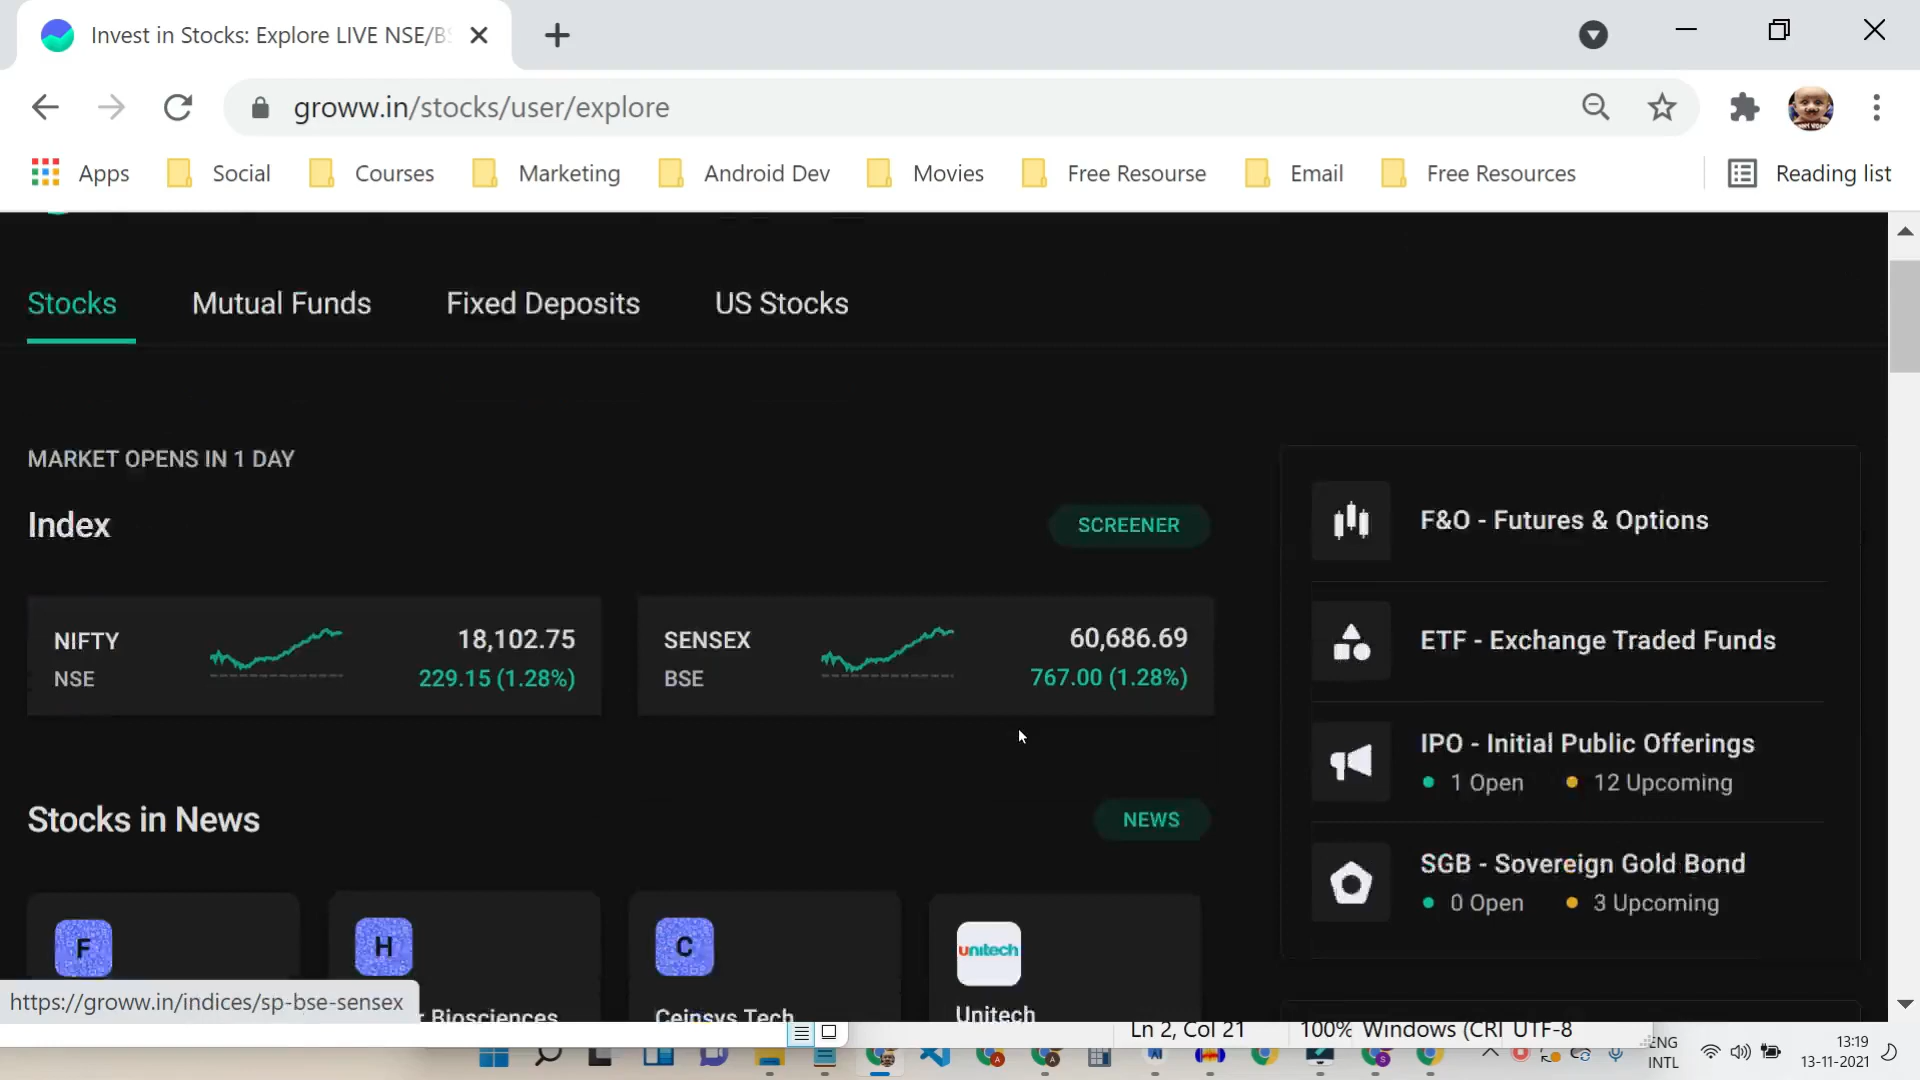 Invest in Stocks: Explore LIVE NSE/BS
groww.in/stocks/user/explore
Apps Social Courses Marketing Android Dev Movies Free Resourse Email Free Resources Reading list
Stocks Mutual Funds Fixed Deposits US Stocks
MARKET OPENS IN 1 DAY
Index
SCREENER
NIFTY 18,102.75
NSE 229.15 (1.28%)
SENSEX 60,686.69
BSE 767.00 (1.28%)
F&O - Futures & Options
ETF - Exchange Traded Funds
IPO - Initial Public Offerings
1 Open 12 Upcoming
SGB - Sovereign Gold Bond
0 Open 3 Upcoming
Stocks in News
NEWS
F
H
C
unitech
r Biosciences
Ceinsys Tech
Unitech
https://groww.in/indices/sp-bse-sensex
Ln 2, Col 21 100% Windows (CRI UTF-8
ENG
INTL
13:19
13-11-2021